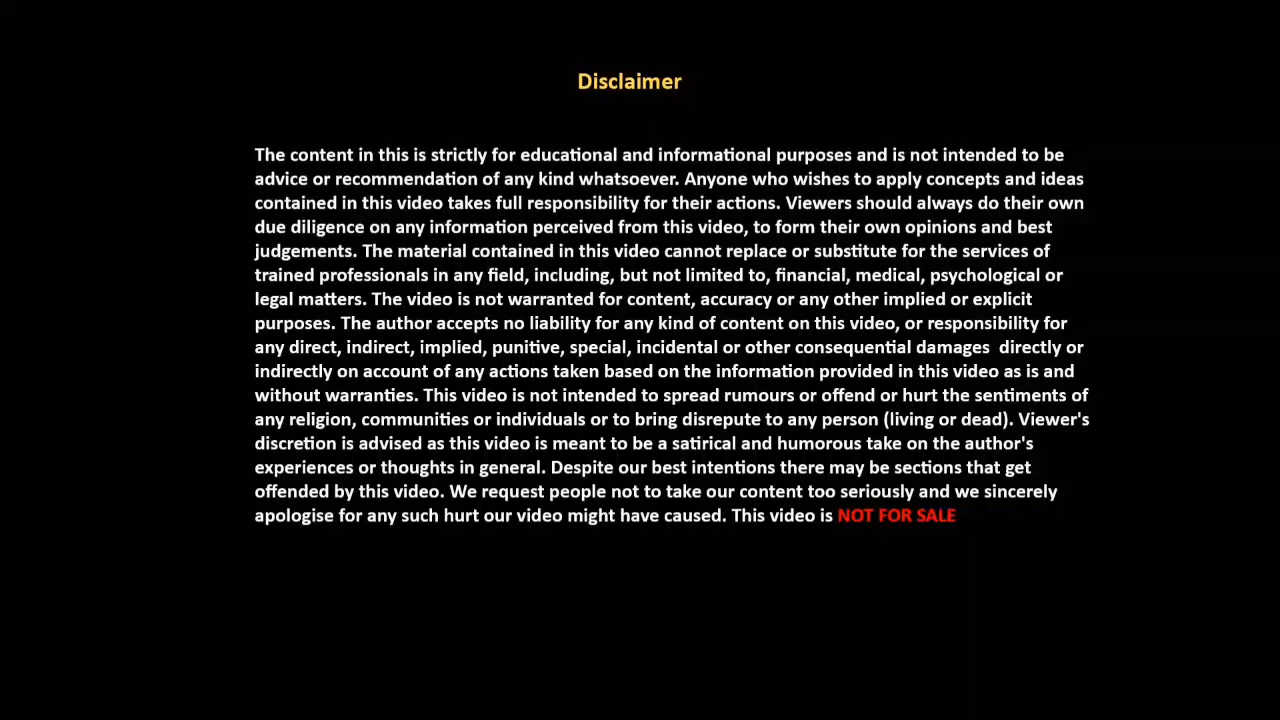 Disclaimer
The content in this is strictly for educational and informational purposes and is not intended to be
advice or recommendation of any kind whatsoever. Anyone who wishes to apply concepts and ideas
contained in this video takes full responsibility for their actions. Viewers should always do their own
due diligence on any information perceived from this video, to form their own opinions and best
judgements. The material contained in this video cannot replace or substitute for the services of
trained professionals in any field, including, but not limited to, financial, medical, psychological or
legal matters. The video is not warranted for content, accuracy or any other implied or explicit
purposes. The author accepts no liability for any kind of content on this video, or responsibility for
any direct, indirect, implied, punitive, special, incidental or other consequential damages  directly or
indirectly on account of any actions taken based on the information provided in this video as is and
without warranties. This video is not intended to spread rumours or offend or hurt the sentiments of
any religion, communities or individuals or to bring disrepute to any person (living or dead). Viewer's
discretion is advised as this video is meant to be a satirical and humorous take on the author's
experiences or thoughts in general. Despite our best intentions there may be sections that get
offended by this video. We request people not to take our content too seriously and we sincerely
apologise for any such hurt our video might have caused. This video is NOT FOR SALE